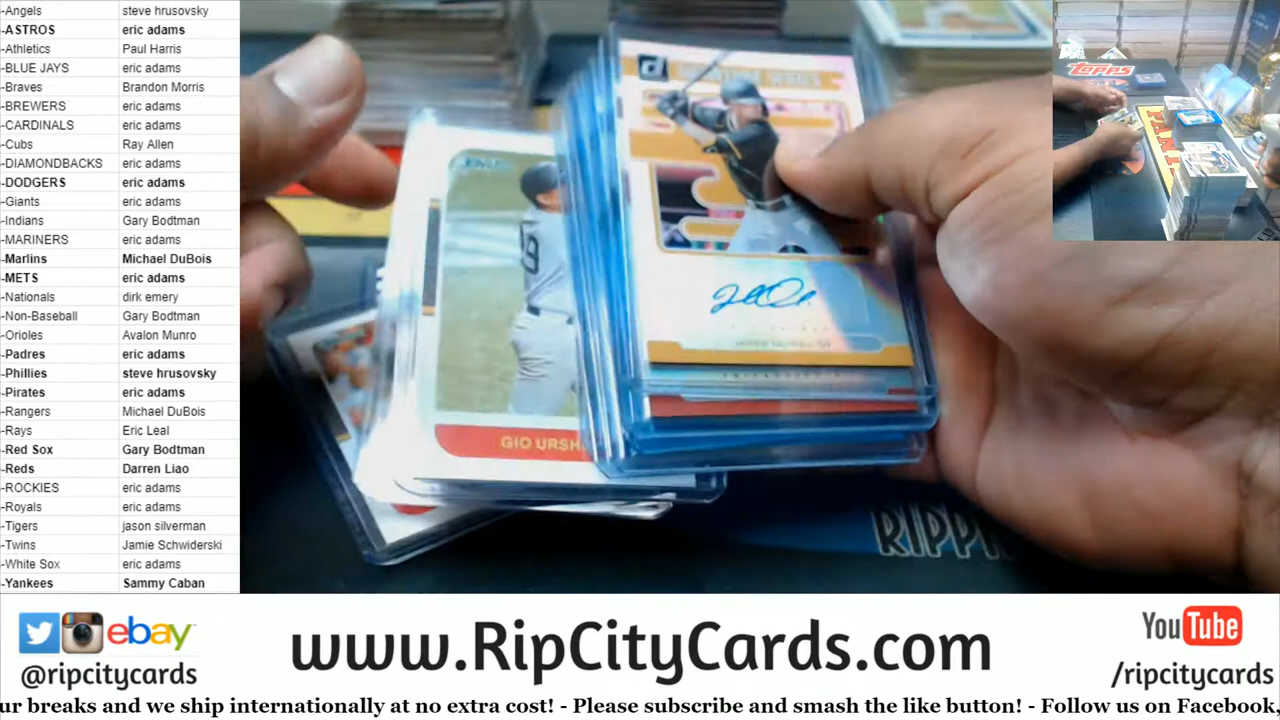 -Angels steve hrusovsky
-ASTROS eric adams
-Athletics Paul Harris
-BLUE JAYS eric adams
-Braves Brandon Morris
-BREWERS eric adams
-CARDINALS eric adams
-Cubs Ray Allen
-DIAMONDBACKS eric adams
-DODGERS eric adams
-Giants eric adams
-Indians Gary Bodtman
-MARINERS eric adams
-Marlins Michael DuBois
-METS eric adams
-Nationals dirk emery
-Non-Baseball Gary Bodtman
-Orioles Avalon Munro
-Padres eric adams
-Phillies steve hrusovsky
-Pirates eric adams
-Rangers Michael DuBois
-Rays Eric Leal
-Red Sox Gary Bodtman
-Reds Darren Liao
-ROCKIES eric adams
-Royals eric adams
-Tigers jason silverman
-Twins Jamie Schwiderski
-White Sox eric adams
-Yankees Sammy Caban
Topps
PANI
GIO URSH
RIPPI
ebay
@ripcitycards
www.RipCityCards.com
YouTube
/ripcitycards
ur breaks and we ship internationally at no extra cost! - Please subscribe and smash the like button! - Follow us on Facebook,